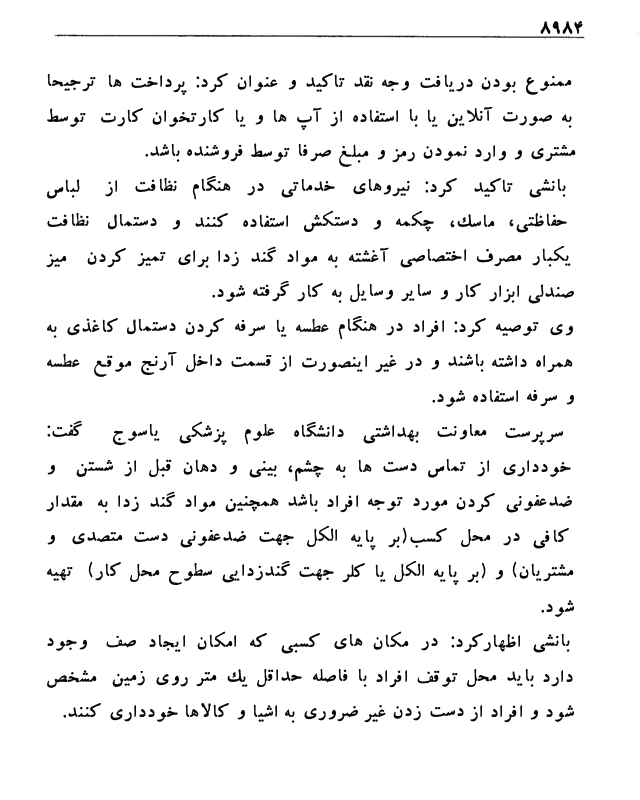 ۸۹۸۴
ممنوع بودن دریافت وجه نقد تاکید و عنوان کرد: پرداخت ها ترجیحا
به صورت آنلاین یا با استفاده از آپ ها و یا کارتخوان کارت توسط
مشتری و وارد نمودن رمز و مبلغ صرفا توسط فروشنده باشد.
بانشی تاکید کرد: نیروهای خدماتی در هنگام نظافت از لباس
حفاظتی، ماسك، چکمه و دستکش استفاده کنند و دستمال نظافت
یکبار مصرف اختصاصی آغشته به مواد گند زدا برای تمیز کردن میز
صندلی ابزار کار و سایر وسایل به کار گرفته شود.
وی توصیه کرد: افراد در هنگام عطسه یا سرفه کردن دستمال کاغذی به
همراه داشته باشند و در غیر اینصورت از قسمت داخل آرنج موقع عطسه
و سرفه استفاده شود.
سرپرست معاونت بهداشتی دانشگاه علوم پزشکی یاسوج گفت:
خودداری از تماس دست ها به چشم، بینی و دهان قبل از شستن و
ضدعفونی کردن مورد توجه افراد باشد همچنین مواد گند زدا به مقدار
کافی در محل کسب(بر پایه الکل جهت ضدعفونی دست متصدی و
مشتریان) و (بر پایه الکل یا کلر جهت گندزدایی سطوح محل کار) تهیه
شود.
بانشی اظهارکرد: در مکان های کسبی که امکان ایجاد صف وجود
دارد باید محل توقف افراد با فاصله حداقل یك متر روی زمین مشخص
شود و افراد از دست زدن غیر ضروری به اشیا و کالاها خودداری کنند.